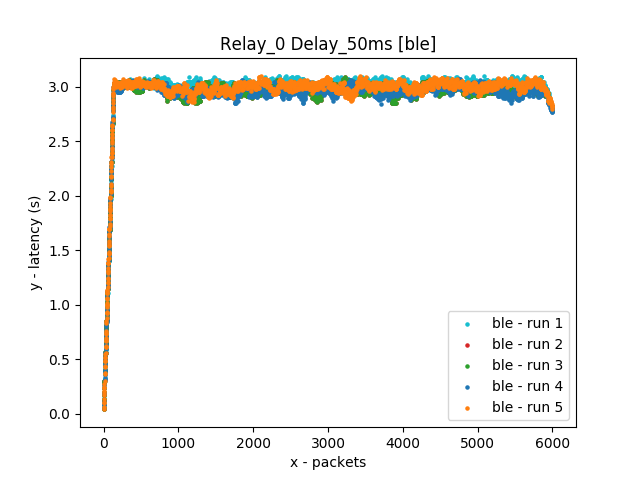 Relay_0 Delay_50ms [ble]
y - latency (s)
3.0
2.5
2.0
1.5
1.0
0.5
0.0
0 1000 2000 3000 4000 5000 6000
x - packets
ble - run 1
ble - run 2
ble - run 3
ble - run 4
ble - run 5